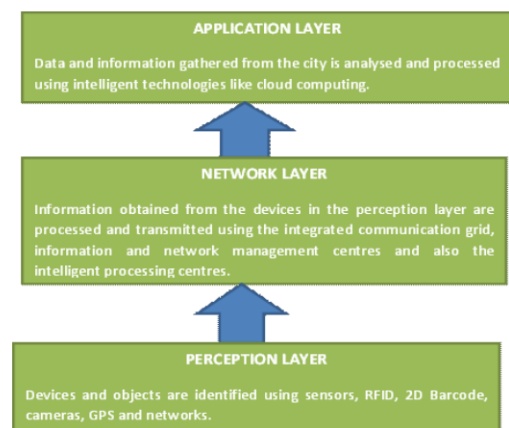 APPLICATION LAYER
Data and information gathered from the city is analysed and processed
using intelligent technologies like cloud computing.
NETWORK LAYER
Information obtained from the devices in the perception layer are
processed and transmitted using the integrated communication grid,
information and network management centres and also the
intelligent processing centres.
PERCEPTION LAYER
Devices and objects are identified using sensors, RFID, 2D Barcode,
cameras, GPS and networks.